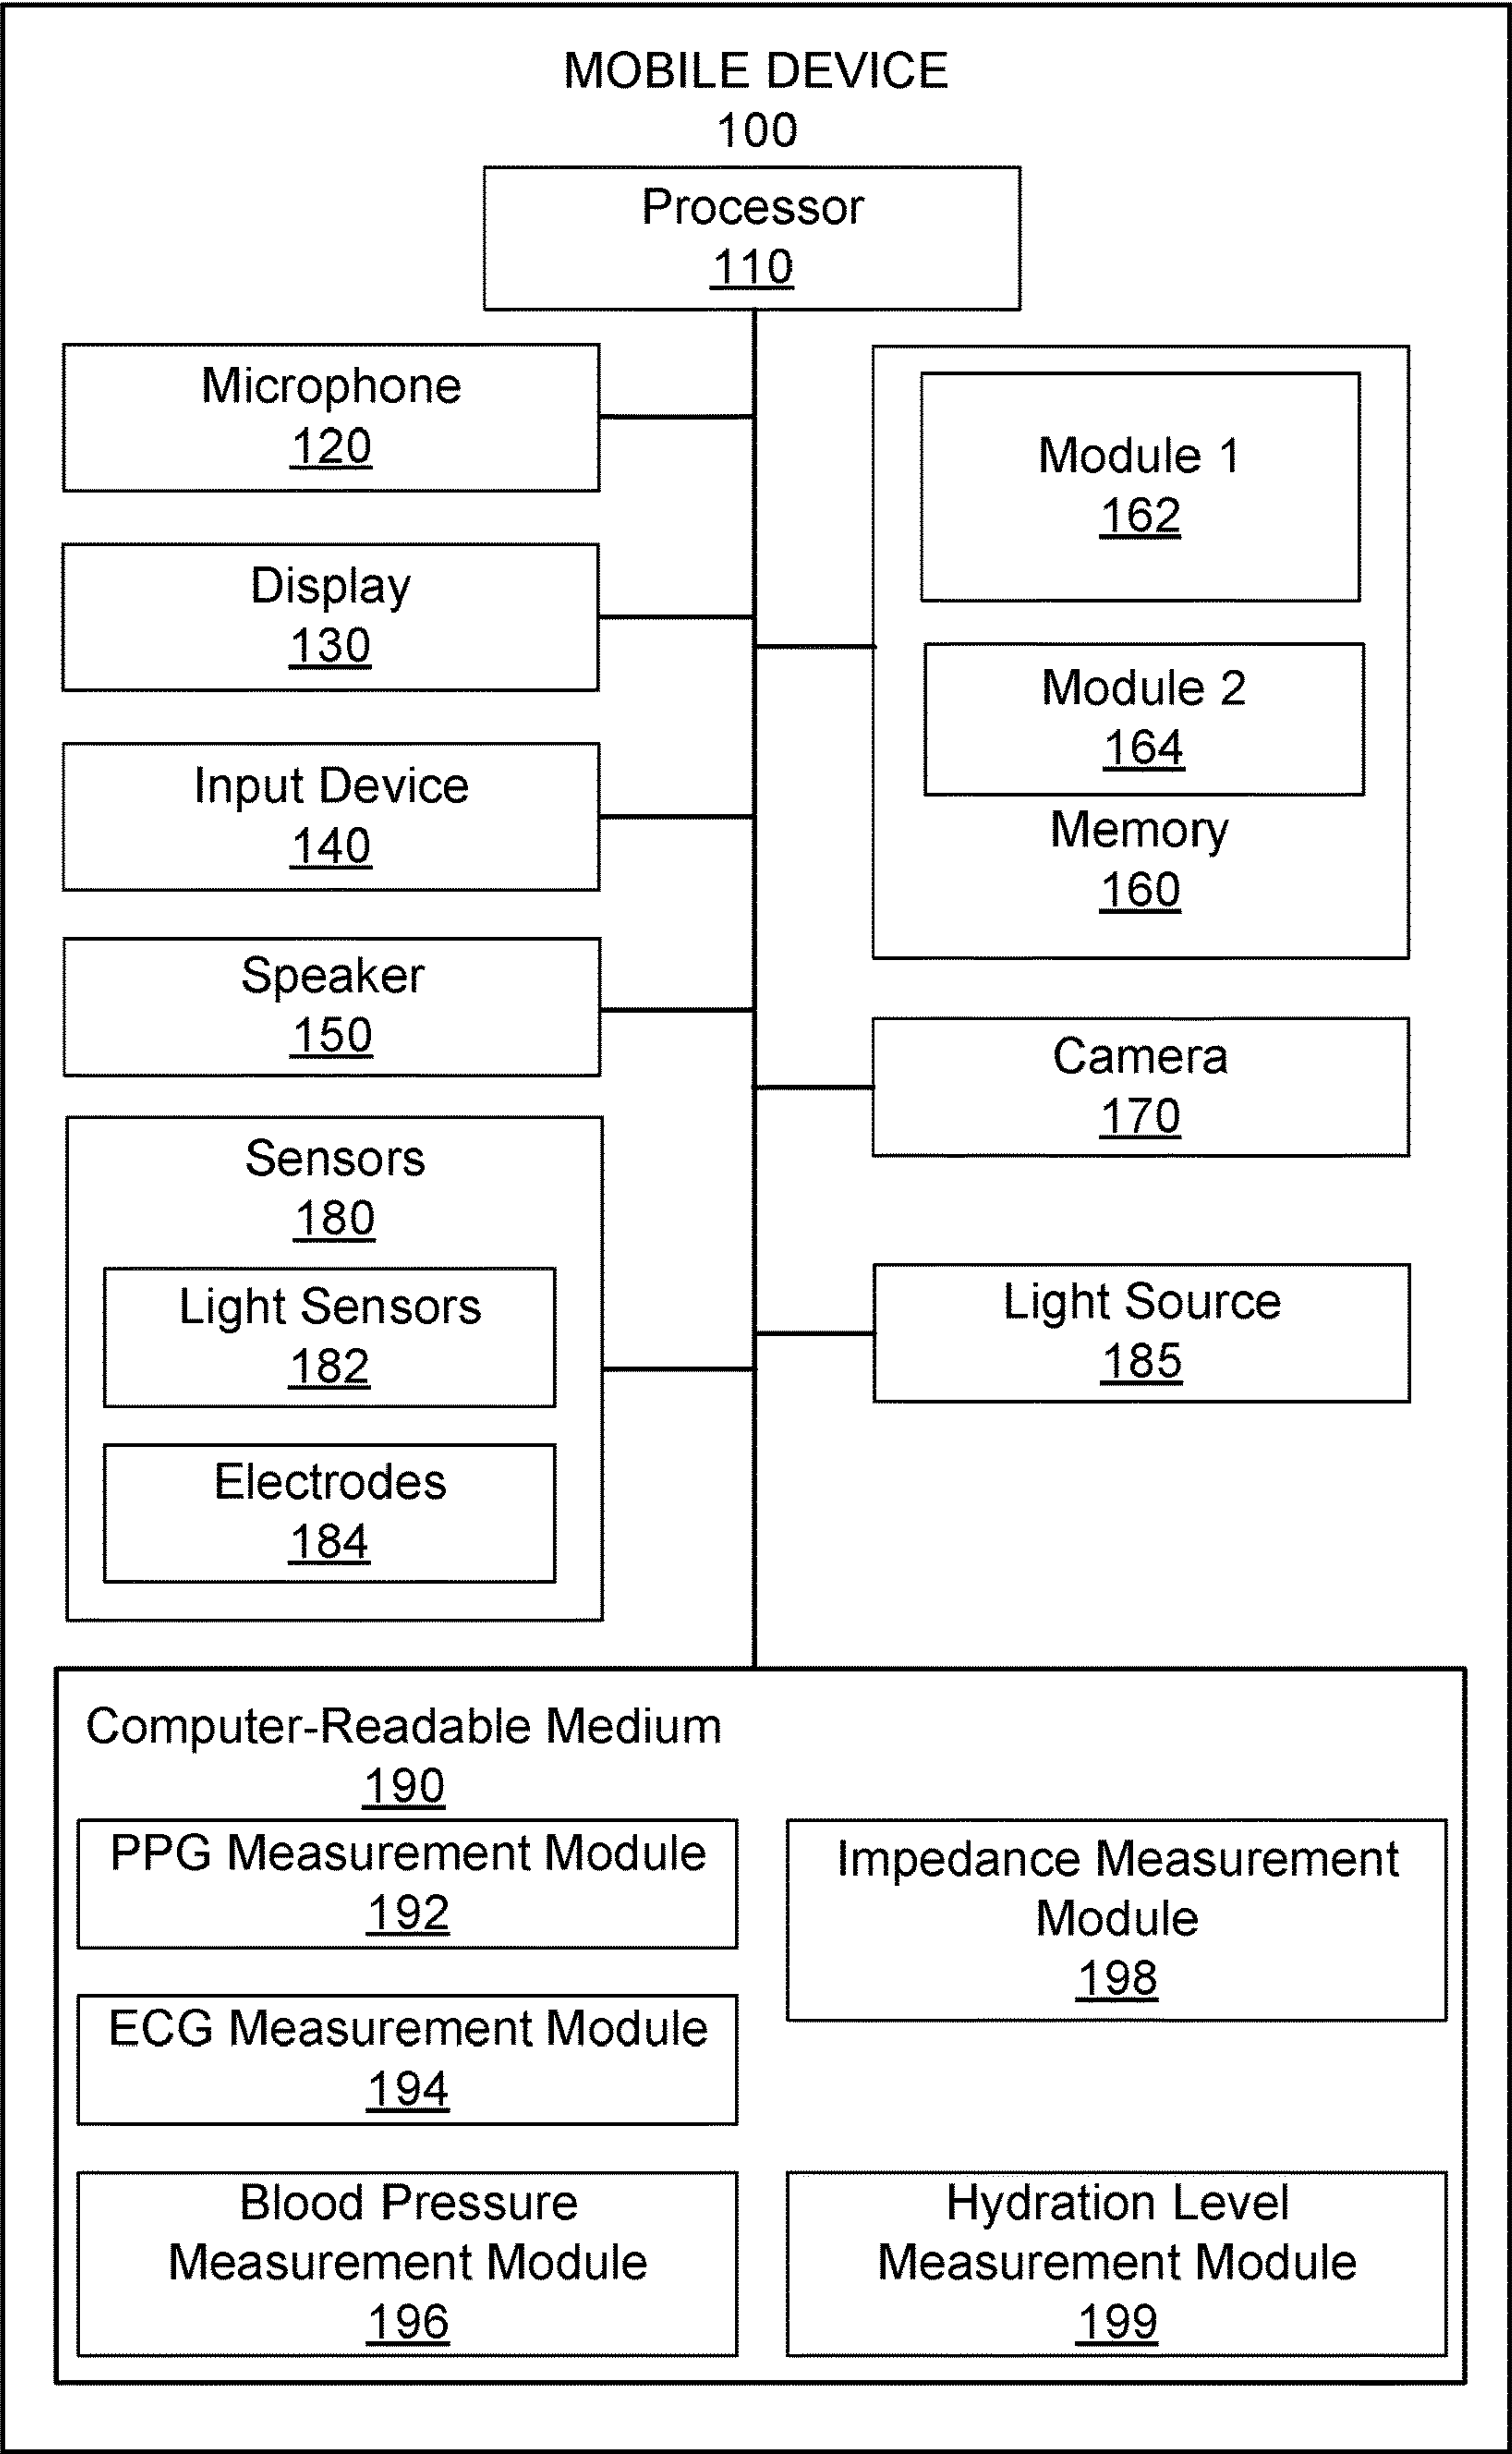 MOBILE DEVICE
100
Processor
110
Microphone
120
Display
130
Input Device
140
Speaker
150
Sensors
180
Light Sensors
182
Electrodes
184
Module 1
162
Module 2
164
Memory
160
Camera
170
Light Source
185
Computer-Readable Medium
190
PPG Measurement Module
192
ECG Measurement Module
194
Blood Pressure
Measurement Module
196
Impedance Measurement
Module
198
Hydration Level
Measurement Module
199